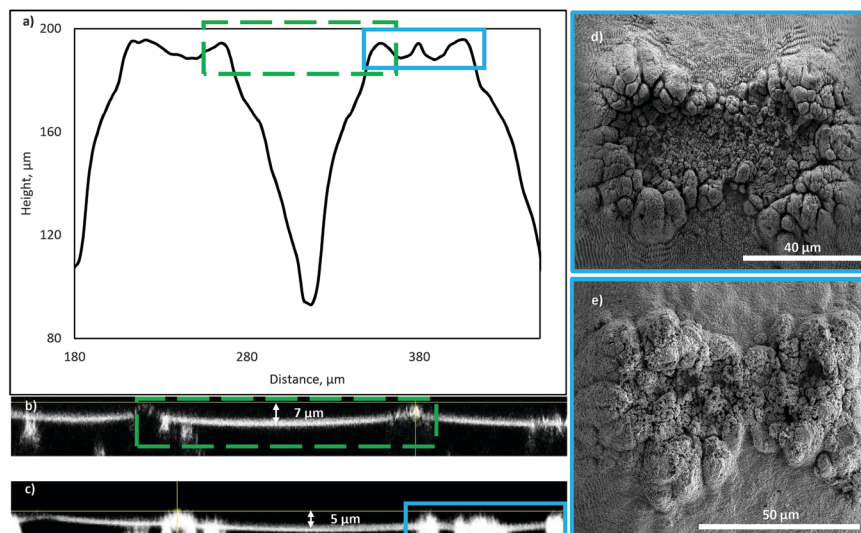 a)
200
160
120
80
Height, µm
180
280
380
Distance, µm
b)
7 µm
c)
5 µm
d)
40 µm
e)
50 µm